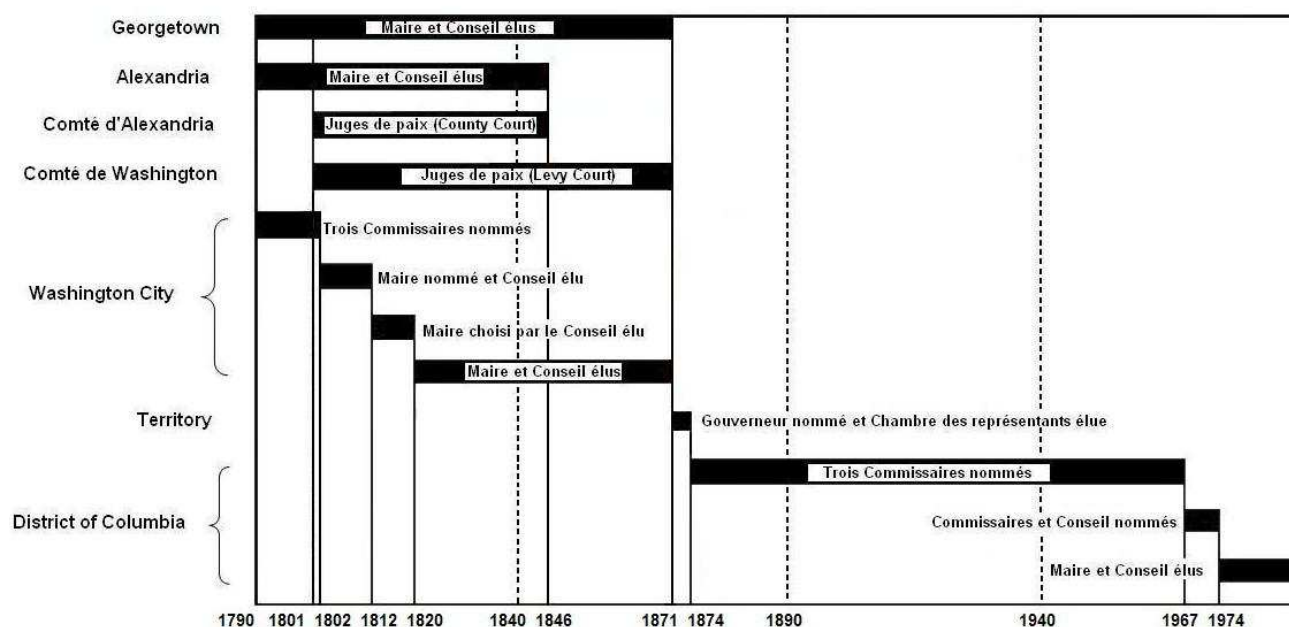 Georgetown
Maire et Conseil élus
Alexandria
Maire et Conseil élus
Comté d'Alexandria
Juges de paix (County Court)
Comté de Washington
Juges de paix (Levy Court)
Trois Commissaires nommés
Washington City
Maire nommé et Conseil élu
Maire choisi par le Conseil élu
Maire et Conseil élus
Territory
Gouverneur nommé et Chambre des représentants élue
Trois Commissaires nommés
District of Columbia
Commissaires et Conseil nommés
Maire et Conseil élus
1790 1801 1802 1812 1820 1840 1846 1871 1874 1890 1940 1967 1974